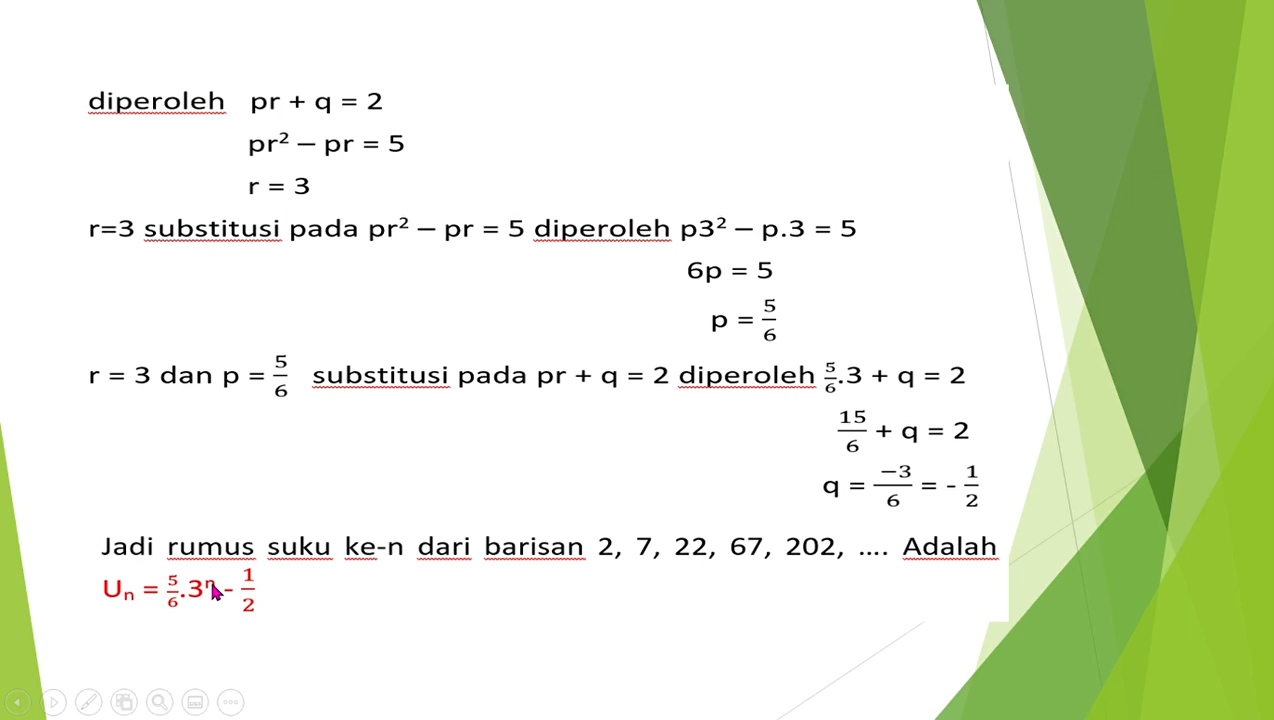 diperoleh pr + q = 2
pr² – pr = 5
r = 3
r=3 substitusi pada pr² – pr = 5 diperoleh p3² – p.3 = 5
6p = 5
p = 5/6
r = 3 dan p = 5/6 substitusi pada pr + q = 2 diperoleh 5/6.3 + q = 2
15/6 + q = 2
q = −3/6 = - 1/2
Jadi rumus suku ke-n dari barisan 2, 7, 22, 67, 202, .... Adalah
Uₙ = 5/6.3ⁿ - 1/2